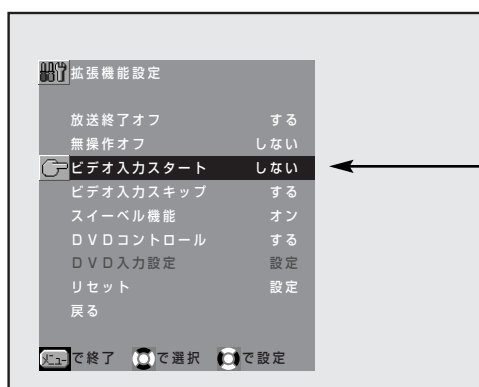 拡張機能設定
放送終了オフ する
無操作オフ しない
ビデオ入力スタート しない
ビデオ入力スキップ する
スイーベル機能 オン
ＤＶＤコントロール する
ＤＶＤ入力設定 設定
リセット 設定
戻る
メニューで終了 で選択 で設定